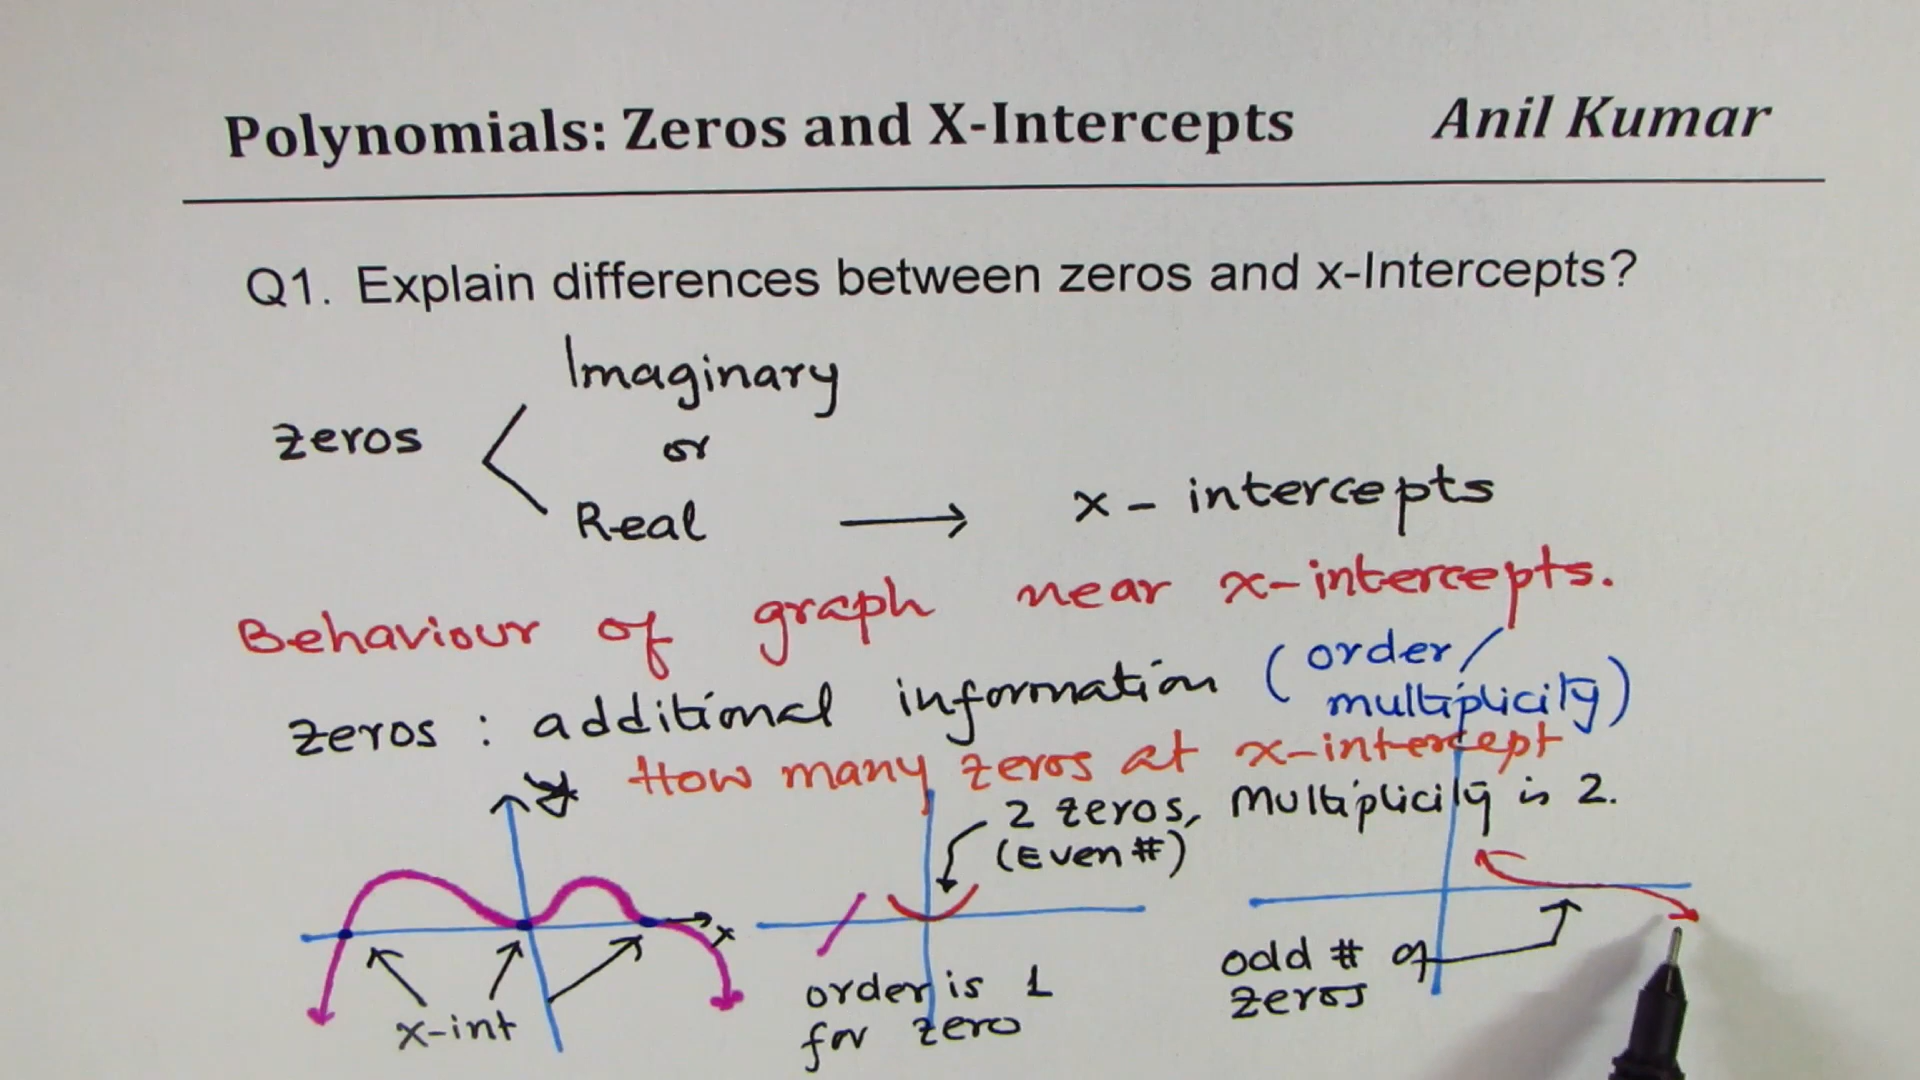 Polynomials: Zeros and X-Intercepts Anil Kumar
Q1. Explain differences between zeros and x-Intercepts?
Imaginary
zeros or
Real → x - intercepts
Behaviour of graph near x-intercepts.
zeros : additional information (order/
multiplicity)
How many zeros at x-intercept
y
2 zeros, Multiplicity is 2.
(Even #)
x
x-int
order is 1
for zero
odd # of
zeros